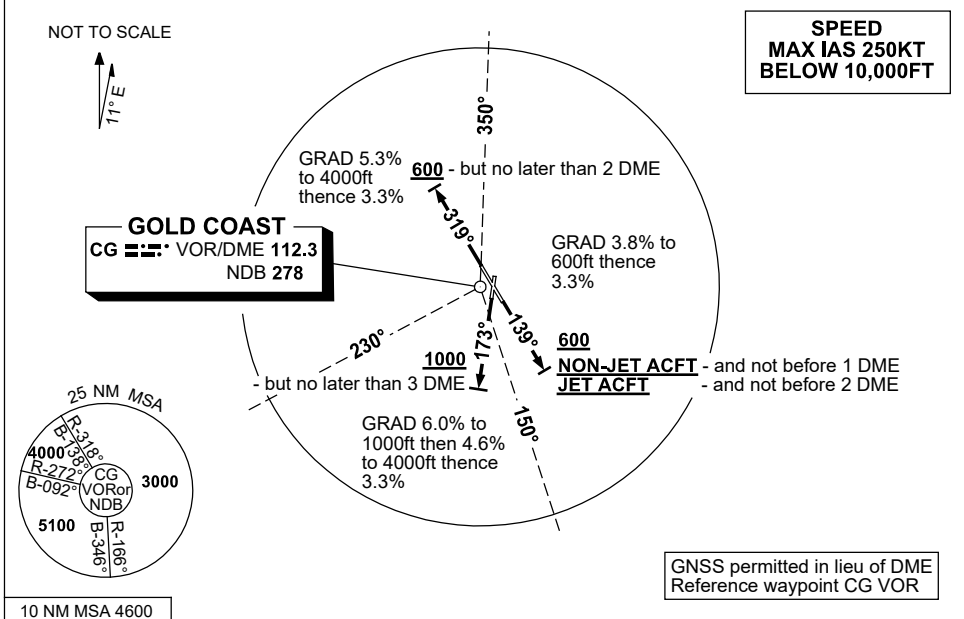 NOT TO SCALE
11° E
SPEED
MAX IAS 250KT
BELOW 10,000FT
350°
GRAD 5.3%
to 4000ft
thence 3.3%
600 - but no later than 2 DME
319°
GOLD COAST
CG VOR/DME 112.3
NDB 278
GRAD 3.8% to
600ft thence
3.3%
230°
173°
139°
600
NON-JET ACFT - and not before 1 DME
JET ACFT - and not before 2 DME
1000
- but no later than 3 DME
150°
GRAD 6.0% to
1000ft then 4.6%
to 4000ft thence
3.3%
25 NM MSA
R-318°
B-138°
4000
R-272°
B-092°
CG
VORor
NDB
3000
5100
R-166°
B-346°
GNSS permitted in lieu of DME
Reference waypoint CG VOR
10 NM MSA 4600